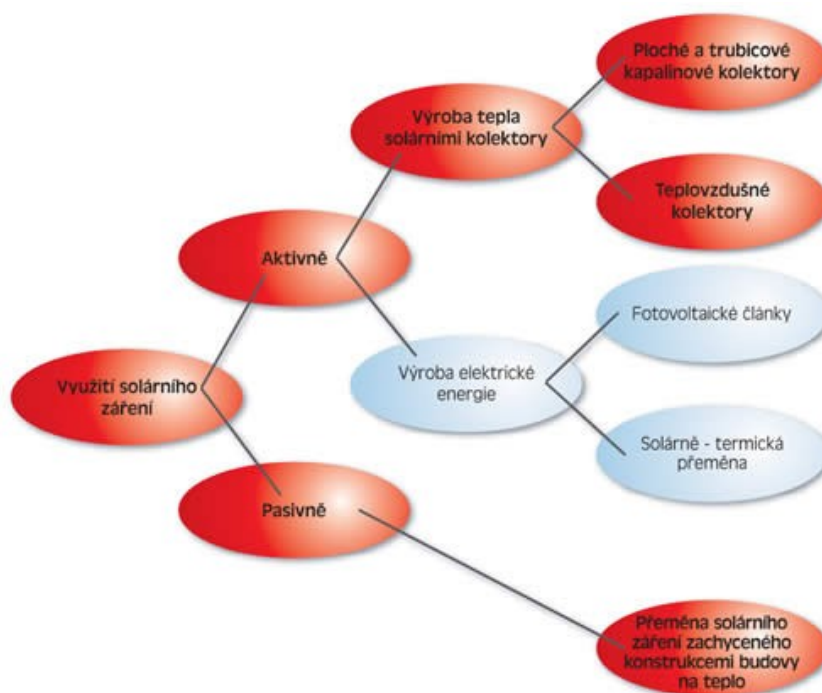 Ploché a trubicové
kapalinové kolektory
Výroba tepla
solárními kolektory
Teplovzdušné
kolektory
Aktivně
Fotovoltaické články
Výroba elektrické
energie
Využití solárního
záření
Solárně - termická
přeměna
Pasivně
Přeměna solárního
záření zachyceného
konstrukcemi budovy
na teplo